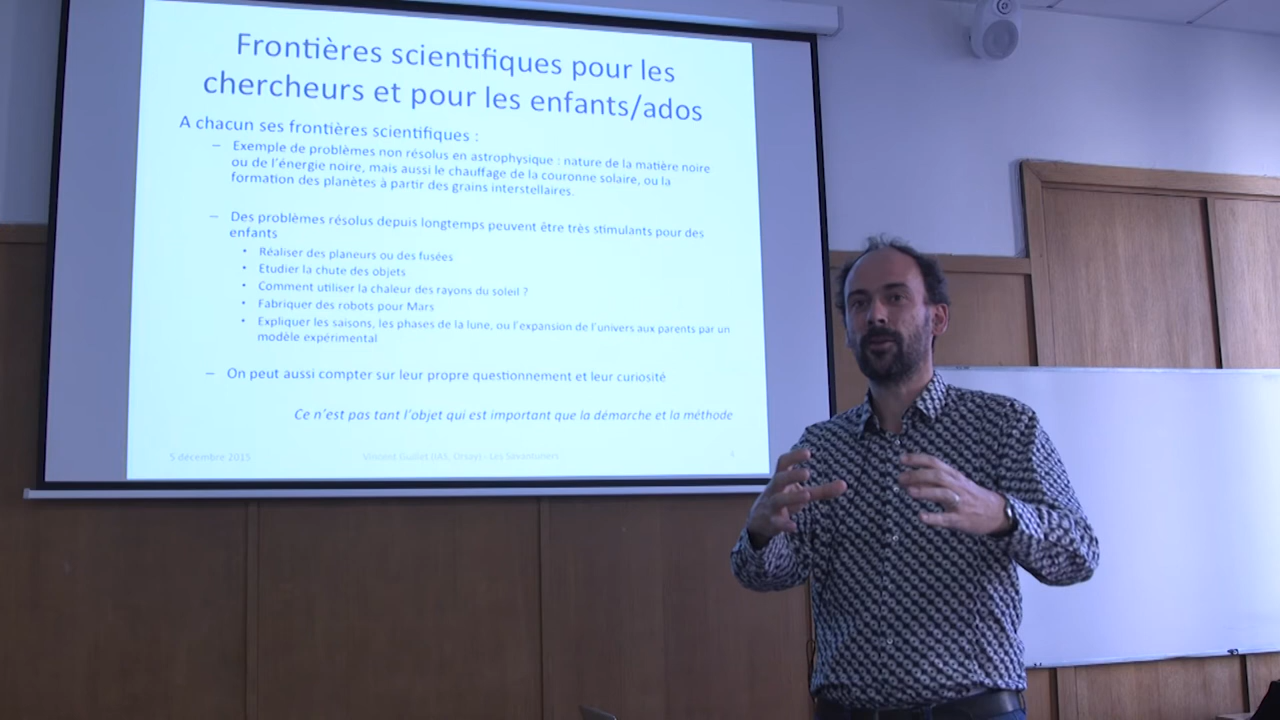 Frontières scientifiques pour les
chercheurs et pour les enfants/ados
A chacun ses frontières scientifiques :
– Exemple de problèmes non résolus en astrophysique : nature de la matière noire
ou de l'énergie noire, mais aussi le chauffage de la couronne solaire, ou la
formation des planètes à partir des grains interstellaires.
– Des problèmes résolus depuis longtemps peuvent être très stimulants pour des
enfants
• Réaliser des planeurs ou des fusées
• Etudier la chute des objets
• Comment utiliser la chaleur des rayons du soleil ?
• Fabriquer des robots pour Mars
• Expliquer les saisons, les phases de la lune, ou l'expansion de l'univers aux parents par un
modèle expérimental
– On peut aussi compter sur leur propre questionnement et leur curiosité
Ce n'est pas tant l'objet qui est important que la démarche et la méthode
5 décembre 2015
Vincent Guillet (IAS, Orsay) - Les Savanturiers